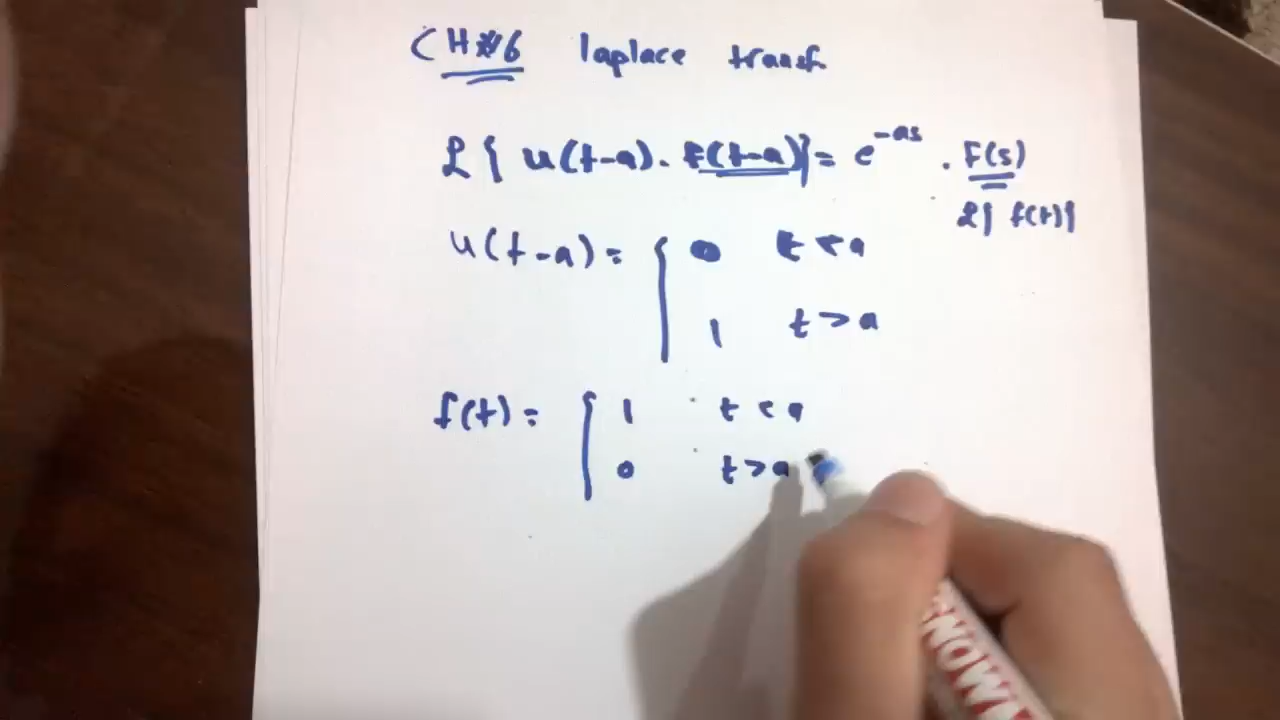 CH#6 laplace transf.
L{ u(t-a). f(t-a)} = e^-as . F(s)
L{ f(t)}
u(t-a) = { 0 t < a
1 t > a
f(t) = { 1 t < a
0 t > a